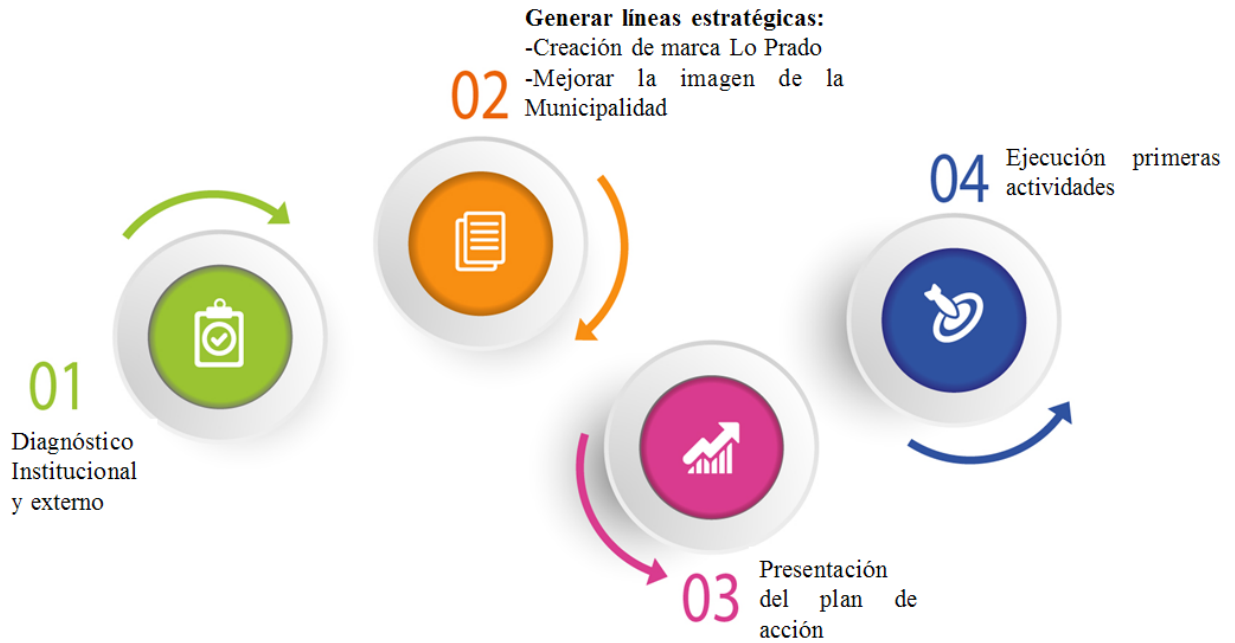 01
Diagnóstico
Institucional
y externo
02
Generar líneas estratégicas:
-Creación de marca Lo Prado
-Mejorar la imagen de la
Municipalidad
03
Presentación
del plan de
acción
04
Ejecución primeras
actividades